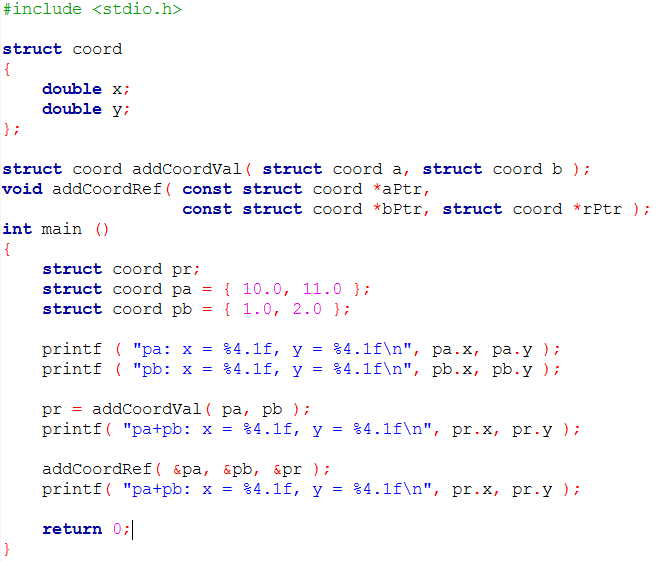 #include <stdio.h>

struct coord
{
    double x;
    double y;
};

struct coord addCoordVal( struct coord a, struct coord b );
void addCoordRef( const struct coord *aPtr,
                  const struct coord *bPtr, struct coord *rPtr );
int main ()
{
    struct coord pr;
    struct coord pa = { 10.0, 11.0 };
    struct coord pb = { 1.0, 2.0 };

    printf ( "pa: x = %4.1f, y = %4.1f\n", pa.x, pa.y );
    printf ( "pb: x = %4.1f, y = %4.1f\n", pb.x, pb.y );

    pr = addCoordVal( pa, pb );
    printf( "pa+pb: x = %4.1f, y = %4.1f\n", pr.x, pr.y );

    addCoordRef( &pa, &pb, &pr );
    printf( "pa+pb: x = %4.1f, y = %4.1f\n", pr.x, pr.y );

    return 0;
}